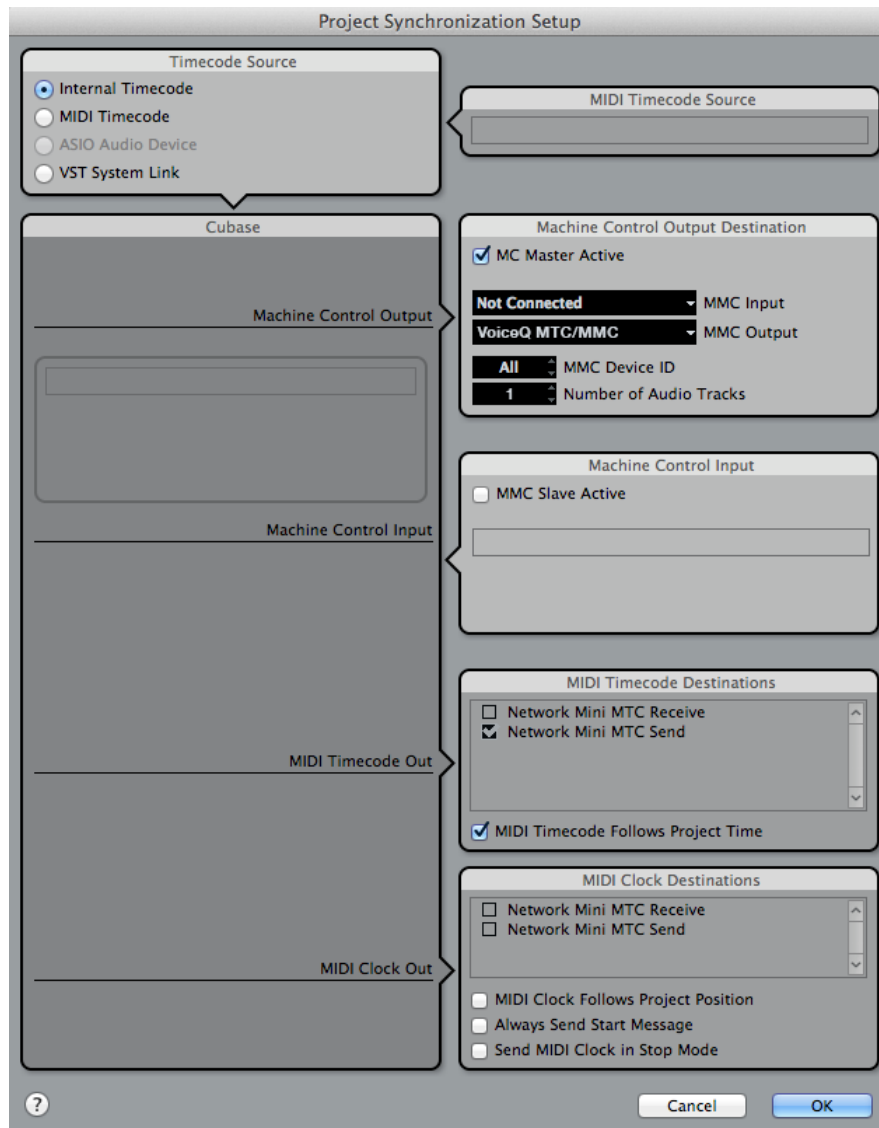 Project Synchronization Setup
Timecode Source
Internal Timecode
MIDI Timecode
ASIO Audio Device
VST System Link
MIDI Timecode Source
Cubase
Machine Control Output
Machine Control Input
MIDI Timecode Out
MIDI Clock Out
Machine Control Output Destination
MC Master Active
Not Connected MMC Input
VoiceQ MTC/MMC MMC Output
All MMC Device ID
1 Number of Audio Tracks
Machine Control Input
MMC Slave Active
MIDI Timecode Destinations
Network Mini MTC Receive
Network Mini MTC Send
MIDI Timecode Follows Project Time
MIDI Clock Destinations
Network Mini MTC Receive
Network Mini MTC Send
MIDI Clock Follows Project Position
Always Send Start Message
Send MIDI Clock in Stop Mode
?
Cancel OK